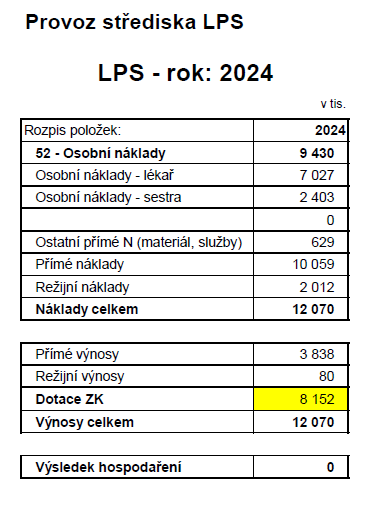 Provoz střediska LPS
LPS - rok: 2024
v tis.
Rozpis položek: 2024
52 - Osobní náklady 9 430
Osobní náklady - lékař 7 027
Osobní náklady - sestra 2 403
0
Ostatní přímé N (materiál, služby) 629
Přímé náklady 10 059
Režijní náklady 2 012
Náklady celkem 12 070
Přímé výnosy 3 838
Režijní výnosy 80
Dotace ZK 8 152
Výnosy celkem 12 070
Výsledek hospodaření 0